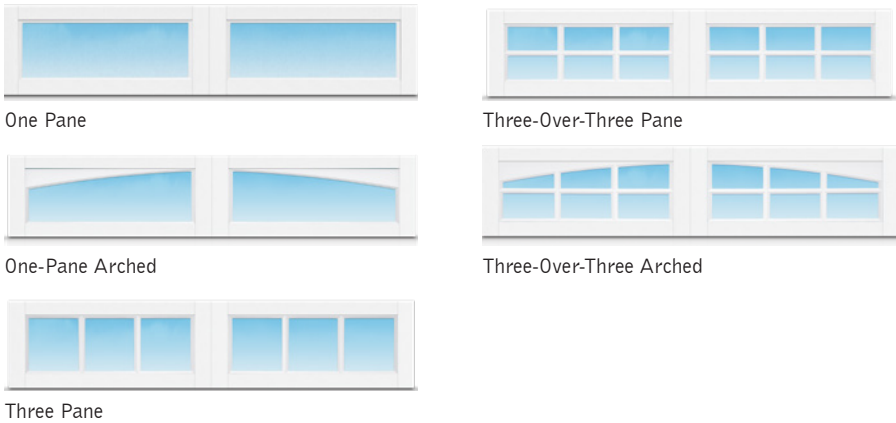 One Pane
Three-Over-Three Pane
One-Pane Arched
Three-Over-Three Arched
Three Pane